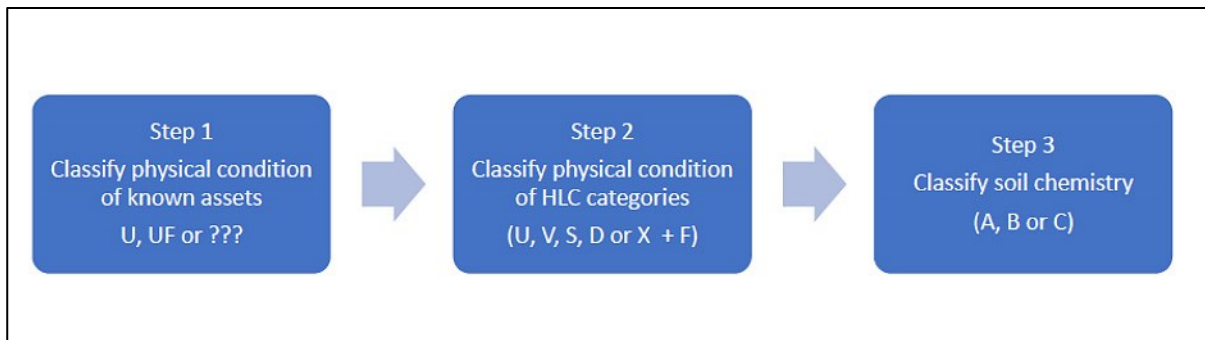 Step 1
Classify physical condition
of known assets
U, UF or ???
Step 2
Classify physical condition
of HLC categories
(U, V, S, D or X + F)
Step 3
Classify soil chemistry
(A, B or C)